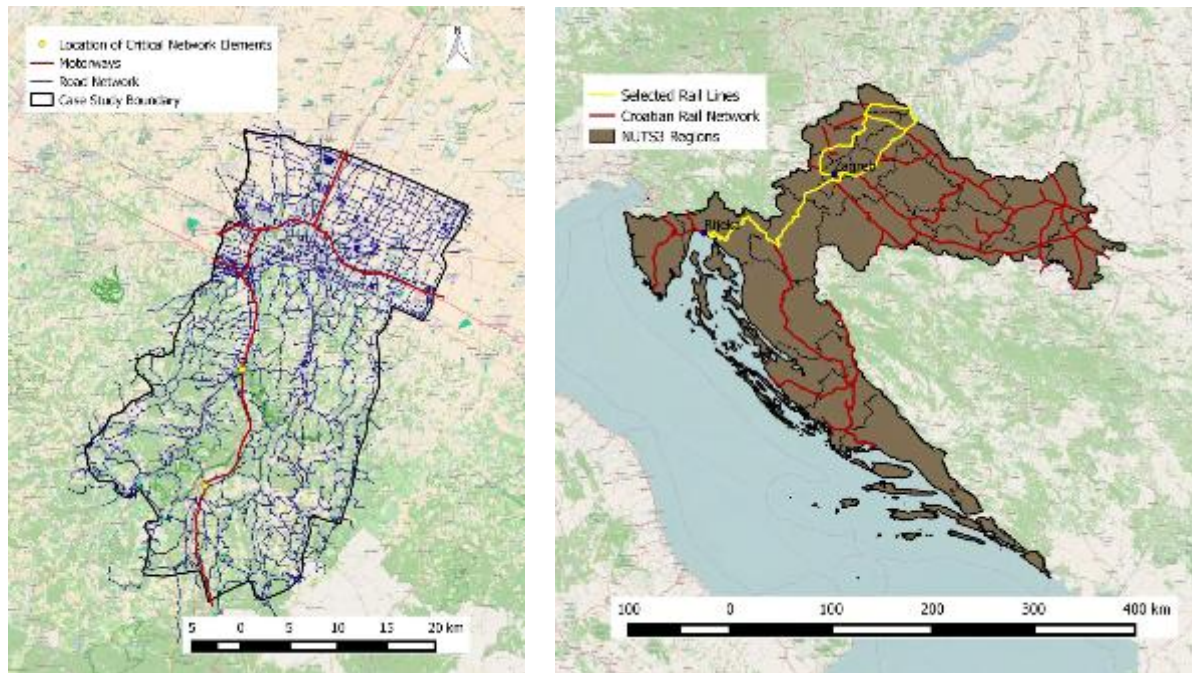 N
Location of Critical Network Elements
Motorways
Road Network
Case Study Boundary
5 0 5 10 15 20 km
Selected Rail Lines
Croatian Rail Network
NUTS3 Regions
Zagreb
Rijeka
100 0 100 200 300 400 km